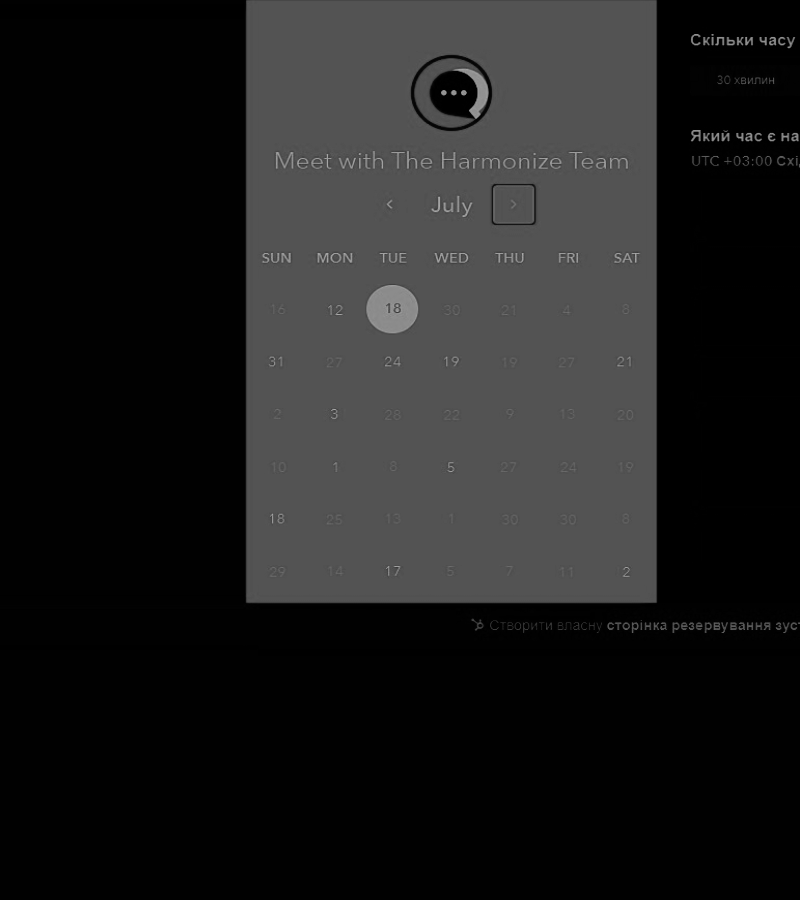 Meet with The Harmonize Team
July
SUN MON TUE WED THU FRI SAT
16 12 18 30 21 4 8
31 27 24 19 19 27 21
2 3 28 22 9 13 20
10 1 8 5 27 24 19
18 25 13 1 30 30 8
29 14 17 5 7 11 2
Скільки часу
30 хвилин
Який час є на
UTC +03:00 Схі
Створити власну сторінка резервування зуст